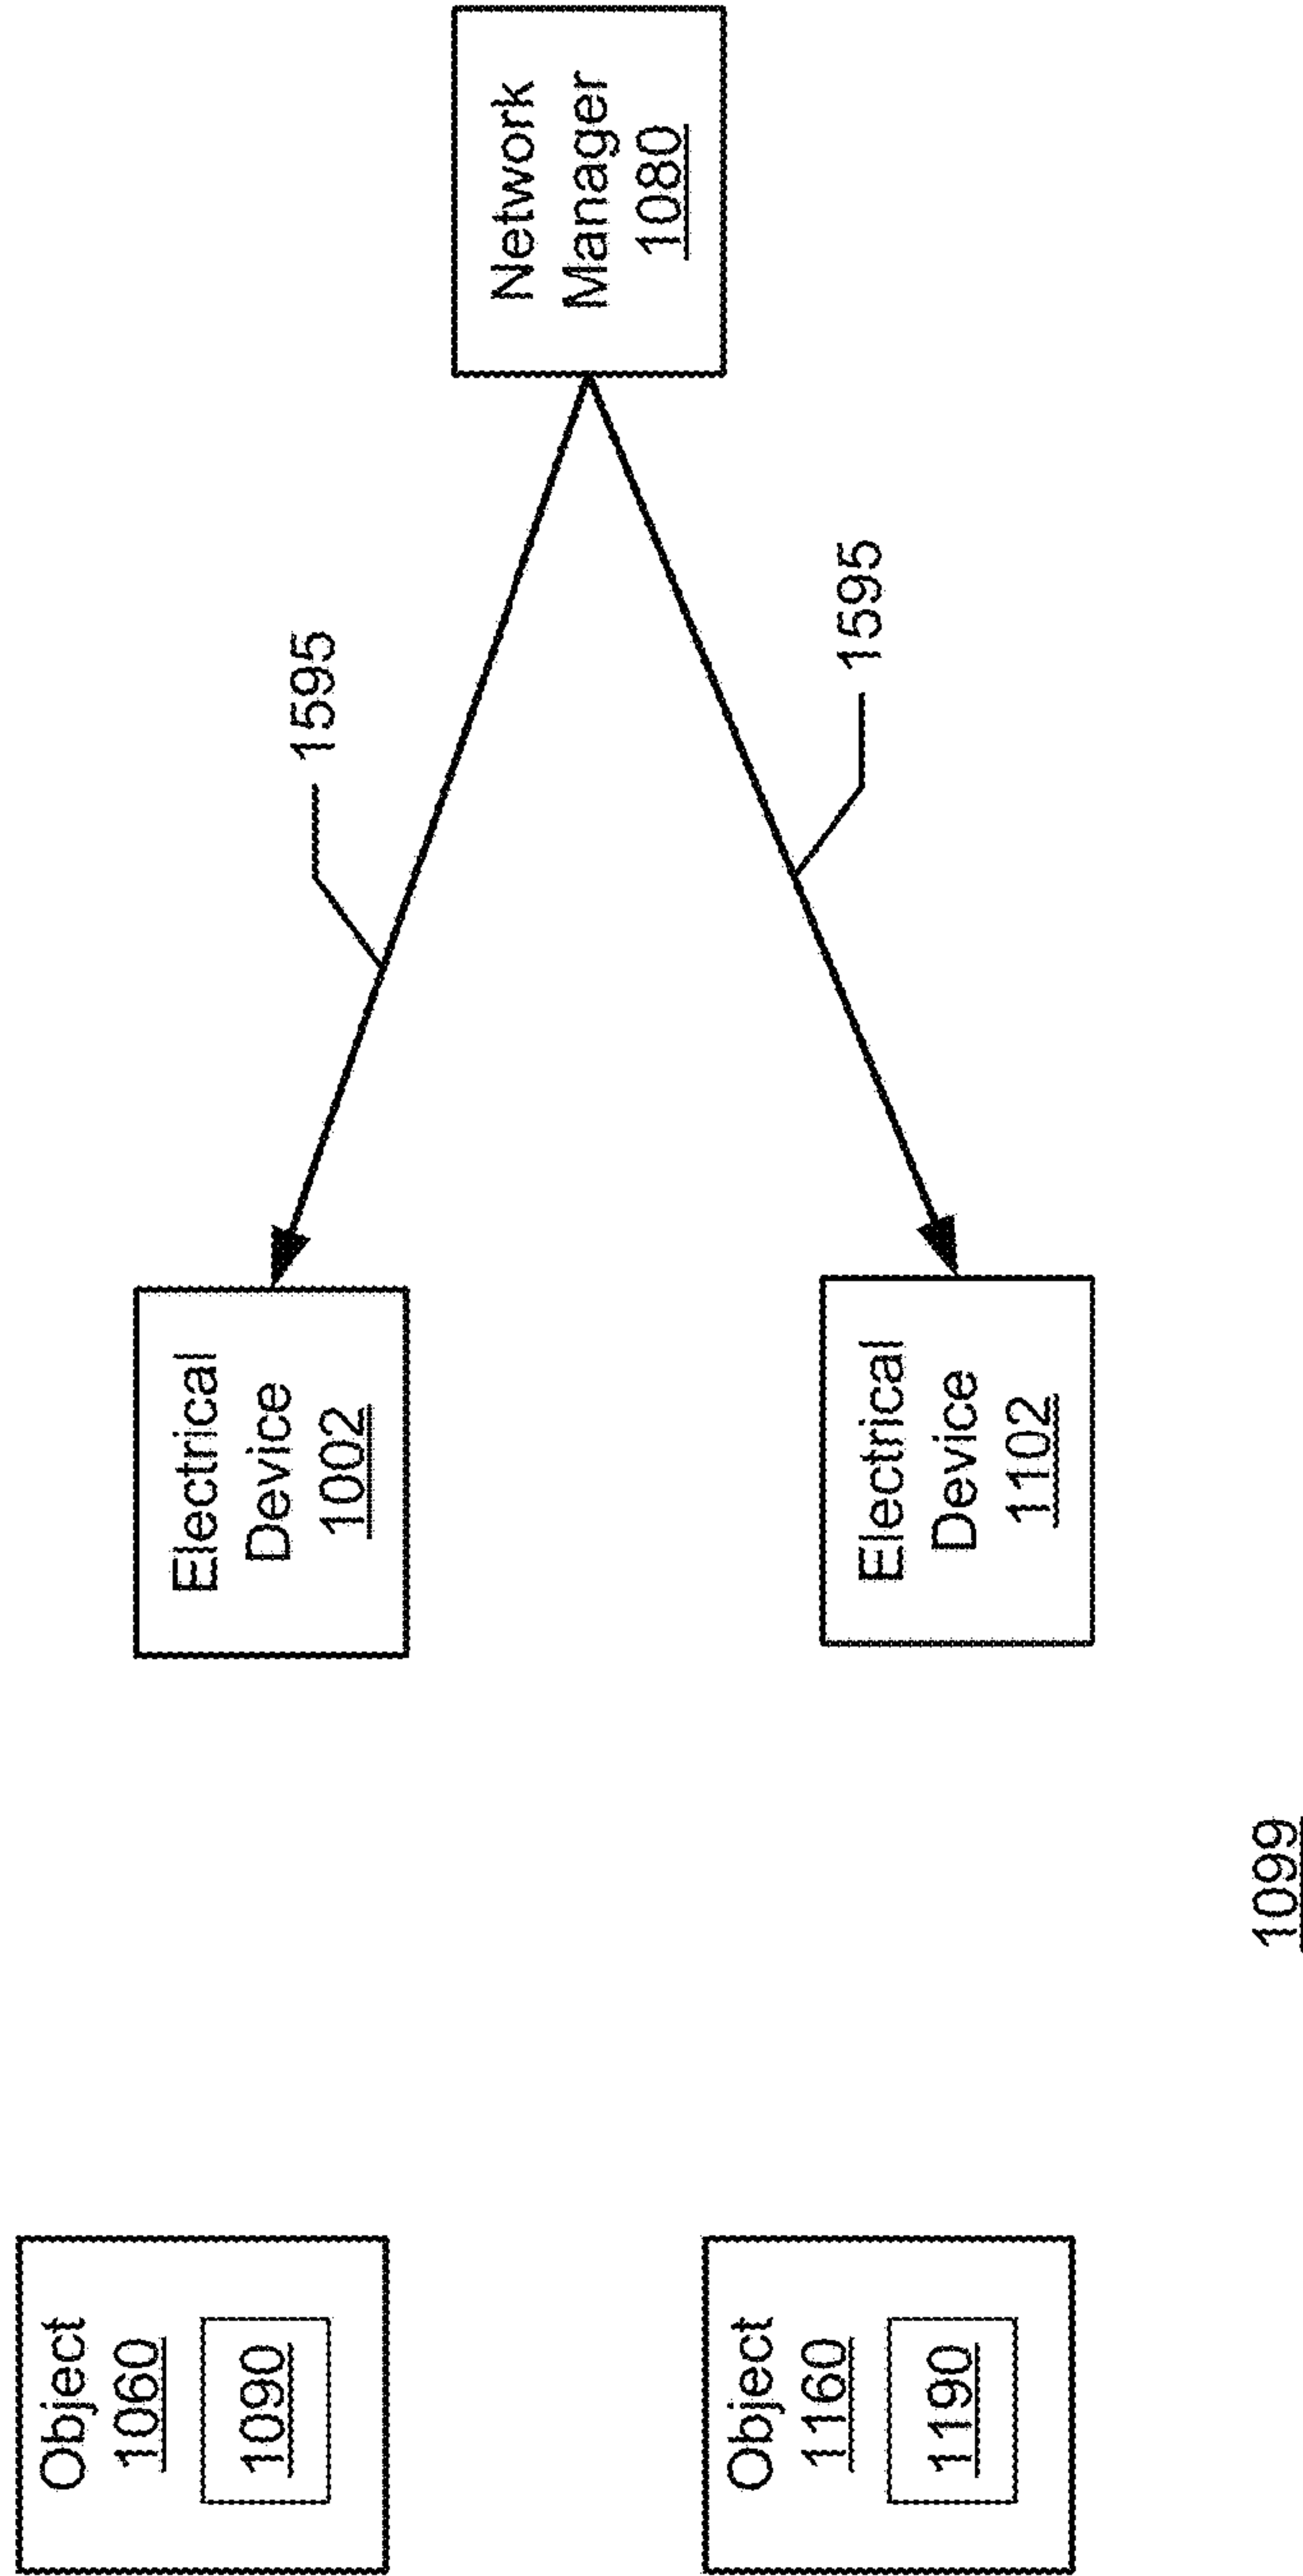 Object
1060
1090
Electrical
Device
1002
1595
Network
Manager
1080
Object
1160
1190
Electrical
Device
1102
1595
1099